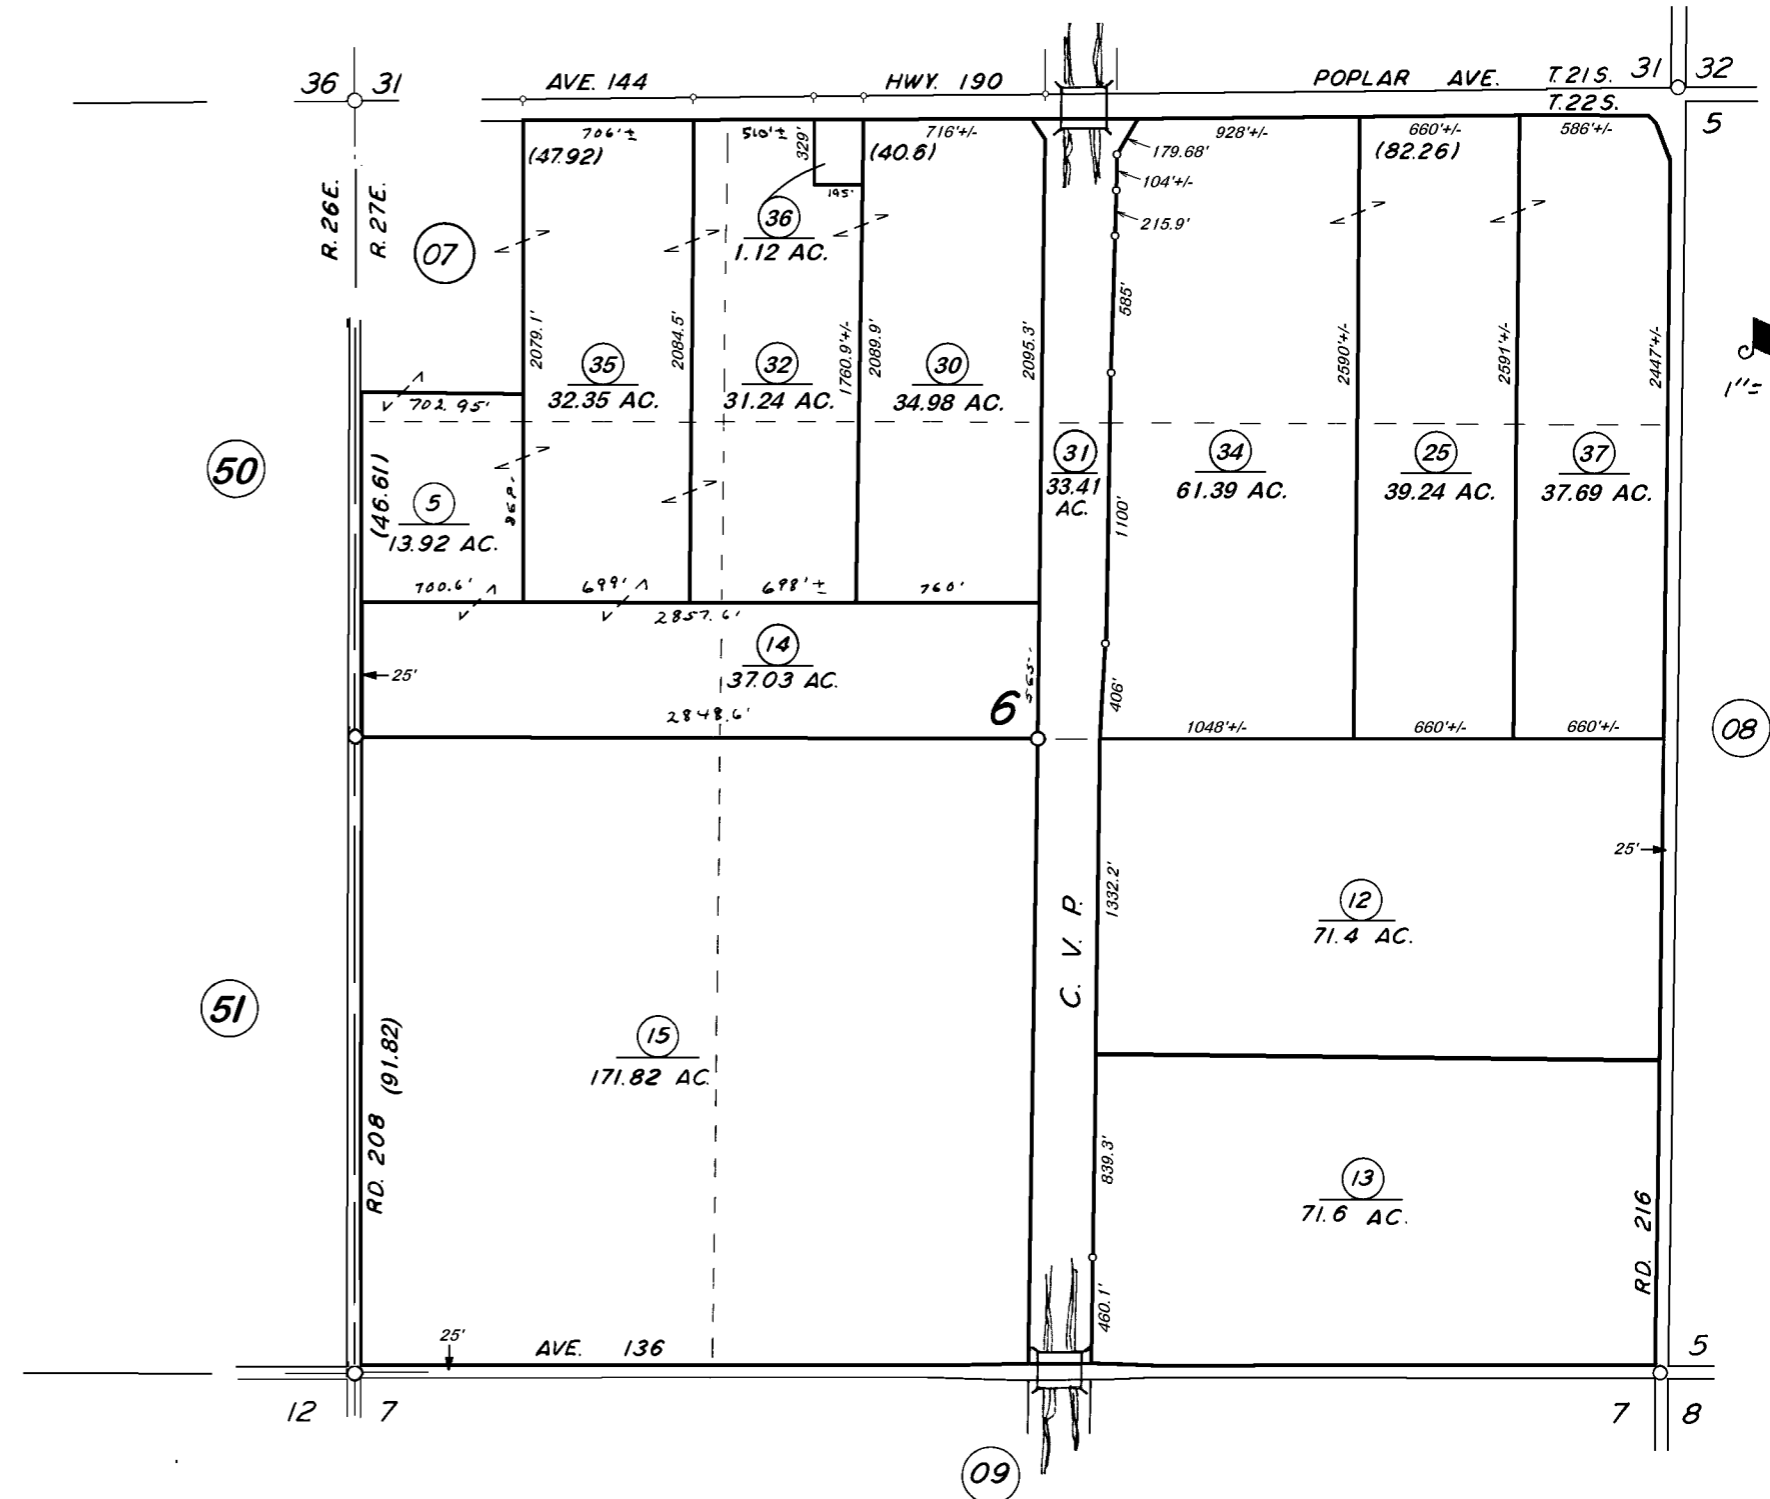 36 31 AVE. 144 HWY. 190 POPLAR AVE. T.21S. 31 32
T.22S. 5
706'± 510'± 329' 716'+/- 928'+/- 660'+/- 586'+/-
(47.92) (40.6) 179.68' (82.26)
195' 104'+/-
R.26E. R.27E. 36 215.9'
07 1.12 AC.
585'
2079.1' 2084.5' 1760.9'+/- 2089.9' 2095.3' 2590'+/- 2591'+/- 2447'+/-
35 32 30
1"=
702.95' 32.35 AC. 31.24 AC. 34.98 AC.
50 (46.61) 31 34 25 37
33.41 61.39 AC. 39.24 AC. 37.69 AC.
5 868' AC. 1100'
13.92 AC.
700.6' 699' 698'± 760'
2857.6'
14
25' 37.03 AC. 406'
2848.6' 6 1048'+/- 660'+/- 660'+/- 08
25'
1332.2' 12
C. V. P. 71.4 AC.
51
15
171.82 AC.
RD. 208 (91.82)
839.3' 13
71.6 AC.
RD. 216
460.1'
25' AVE. 136 5
12 7 7 8
09